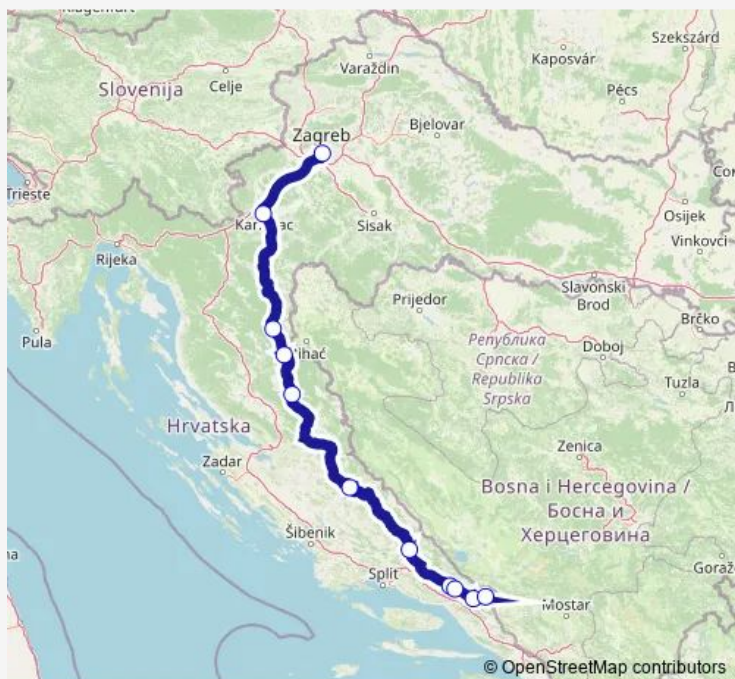 Klagenfurt
Szekszárd
Kaposvár
Varaždin
Slovenija
Celje
Pécs
Zagreb
Bjelovar
Trieste
Sisak
Osijek
Rijeka
Vinkovci
Slavonski
Brod
Prijedor
Brčko
Pula
Република
Српска /
Republika
Srpska
Doboj
Tuzla
Hrvatska
Zadar
Zenica
Bosna i Hercegovina /
Босна и
Херцеговина
Šibenik
Split
Mostar
© OpenStreetMap contributors